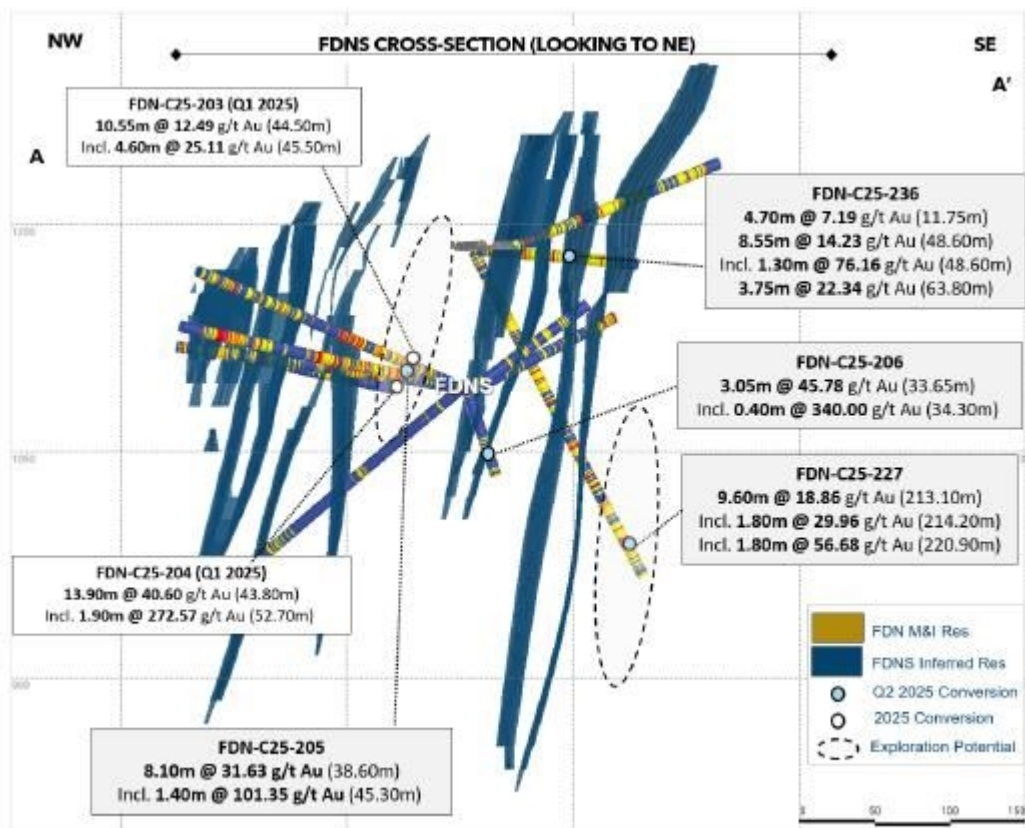 NW
FDNS CROSS-SECTION (LOOKING TO NE)
SE
A'
FDN-C25-203 (Q1 2025)
10.55m @ 12.49 g/t Au (44.50m)
Incl. 4.60m @ 25.11 g/t Au (45.50m)
A
FDN-C25-236
4.70m @ 7.19 g/t Au (11.75m)
8.55m @ 14.23 g/t Au (48.60m)
Incl. 1.30m @ 76.16 g/t Au (48.60m)
3.75m @ 22.34 g/t Au (63.80m)
1200
FDNS
FDN-C25-206
3.05m @ 45.78 g/t Au (33.65m)
Incl. 0.40m @ 340.00 g/t Au (34.30m)
1050
FDN-C25-227
9.60m @ 18.86 g/t Au (213.10m)
Incl. 1.80m @ 29.96 g/t Au (214.20m)
Incl. 1.80m @ 56.68 g/t Au (220.90m)
FDN-C25-204 (Q1 2025)
13.90m @ 40.60 g/t Au (43.80m)
Incl. 1.90m @ 272.57 g/t Au (52.70m)
900
FDN-C25-205
8.10m @ 31.63 g/t Au (38.60m)
Incl. 1.40m @ 101.35 g/t Au (45.30m)
FDN M&I Res
FDNS Inferred Res
Q2 2025 Conversion
2025 Conversion
Exploration Potential
0 50 100 150